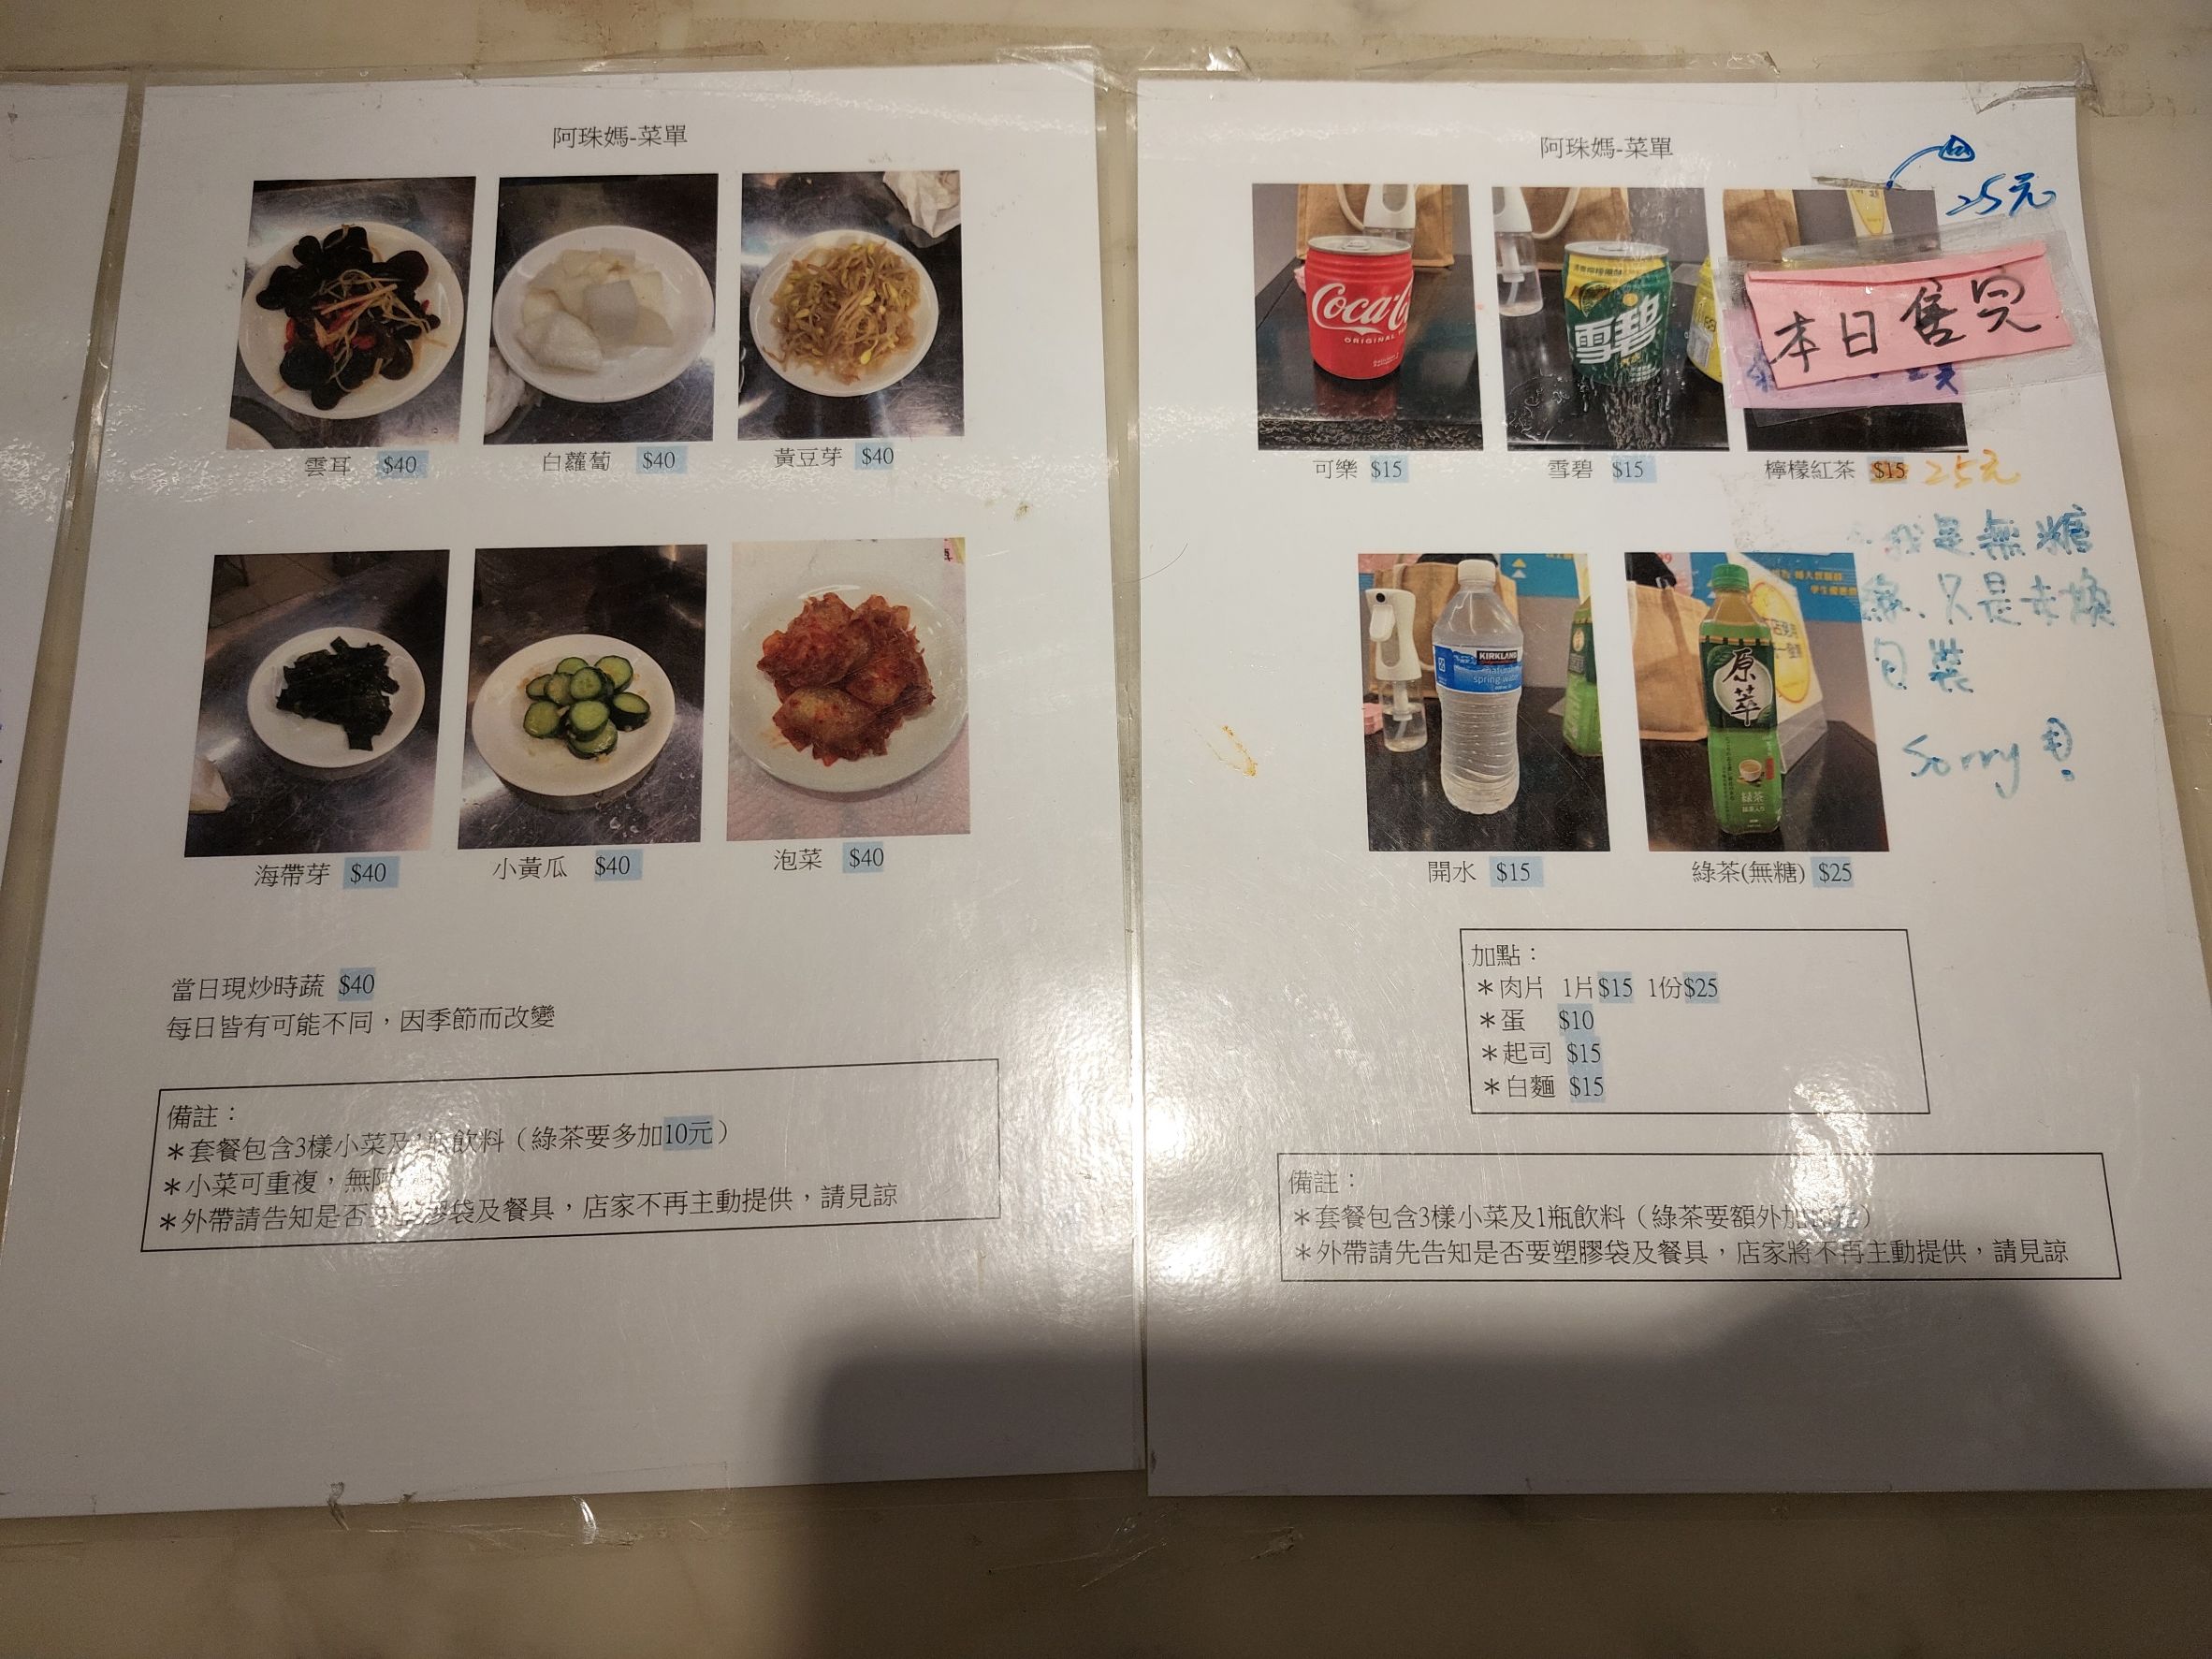 阿珠媽-菜單
雲耳 $40
白蘿蔔 $40
黃豆芽 $40
海帶芽 $40
小黃瓜 $40
泡菜 $40
當日現炒時蔬 $40
每日皆有可能不同，因季節而改變
備註：
＊套餐包含3樣小菜及1瓶飲料（綠茶要多加10元）
＊小菜可重複，無限
＊外帶請告知是否 膠袋及餐具，店家不再主動提供，請見諒
阿珠媽-菜單
25元
Coca-C
ORIGINAL
雪碧
本日售完
可樂 $15
雪碧 $15
檸檬紅茶 $15 25元
我是無糖
綠，只是未換
包裝
Sorry
KIRKLAND
spring water
原萃
綠茶
開水 $15
綠茶(無糖) $25
加點：
＊肉片 1片$15 1份$25
＊蛋 $10
＊起司 $15
＊白麵 $15
備註：
＊套餐包含3樣小菜及1瓶飲料（綠茶要額外加 ）
＊外帶請先告知是否要塑膠袋及餐具，店家將不再主動提供，請見諒